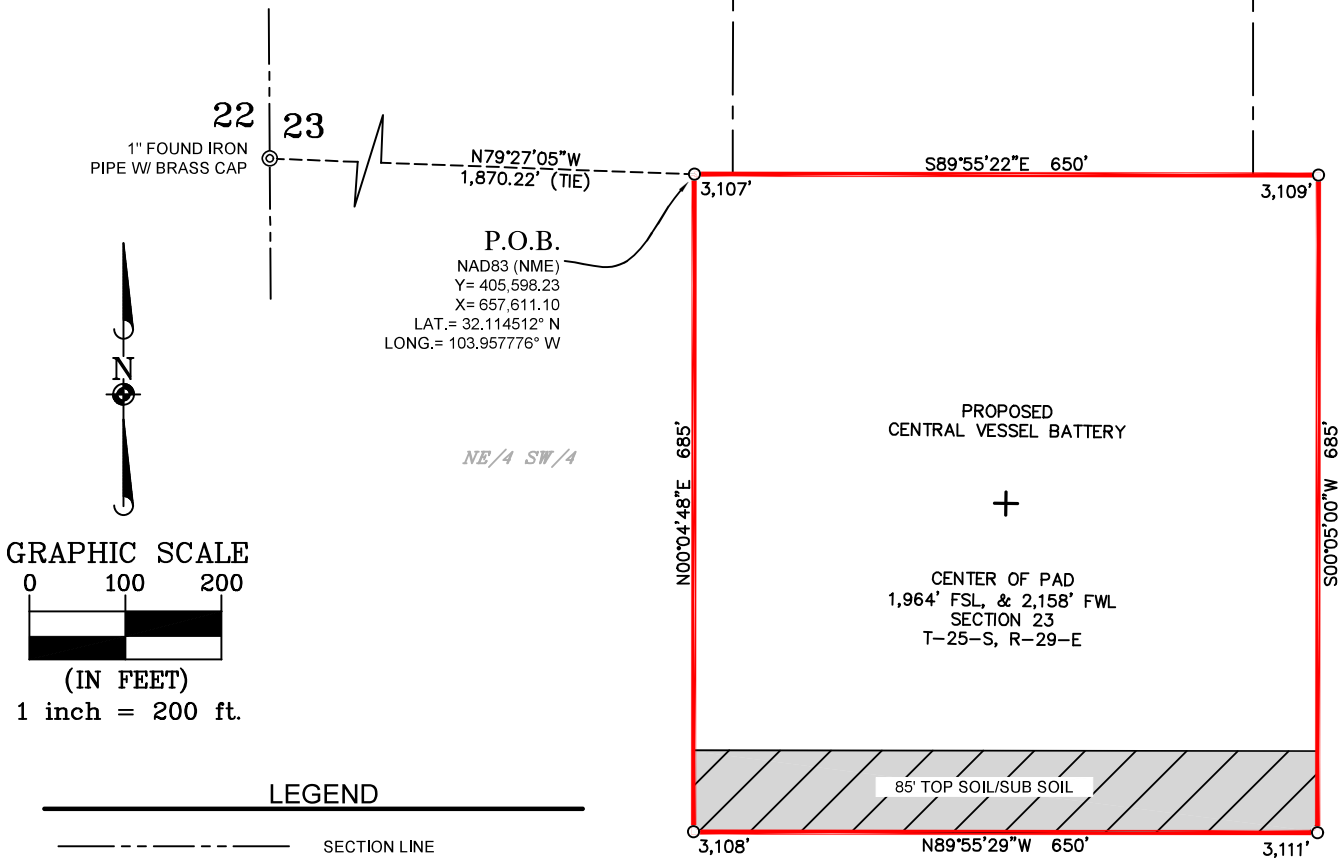 22 23
1" FOUND IRON
PIPE W/ BRASS CAP
N79°27'05"W
1,870.22' (TIE)
S89°55'22"E 650'
3,107'
3,109'
P.O.B.
NAD83 (NME)
Y= 405,598.23
X= 657,611.10
LAT.= 32.114512° N
LONG.= 103.957776° W
N
NE/4 SW/4
N00°04'48"E 685'
PROPOSED
CENTRAL VESSEL BATTERY
S00°05'00"W 685'
CENTER OF PAD
1,964' FSL, & 2,158' FWL
SECTION 23
T-25-S, R-29-E
GRAPHIC SCALE
0 100 200
(IN FEET)
1 inch = 200 ft.
85' TOP SOIL/SUB SOIL
LEGEND
SECTION LINE
3,108'
N89°55'29"W 650'
3,111'